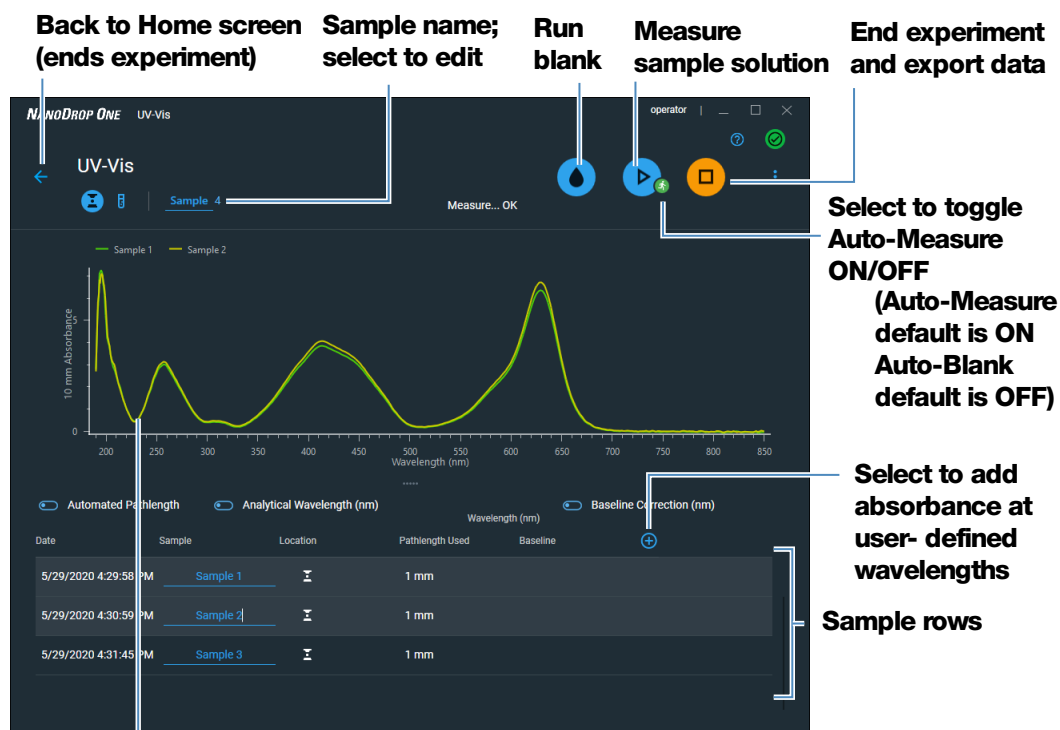 Back to Home screen
(ends experiment)
Sample name;
select to edit
Run
blank
Measure
sample solution
End experiment
and export data
NANODROP ONE UV-Vis
operator |
UV-Vis
Sample 4
Measure... OK
Select to toggle
Auto-Measure
ON/OFF
(Auto-Measure
default is ON
Auto-Blank
default is OFF)
Sample 1 Sample 2
10 mm Absorbance
5
0
200 250 300 350 400 450 500 550 600 650 700 750 800 850
Wavelength (nm)
Automated Pathlength Analytical Wavelength (nm) Baseline Correction (nm)
Wavelength (nm)
Date Sample Location Pathlength Used Baseline
Select to add
absorbance at
user- defined
wavelengths
5/29/2020 4:29:58 PM Sample 1 1 mm
5/29/2020 4:30:59 PM Sample 2 1 mm
5/29/2020 4:31:45 PM Sample 3 1 mm
Sample rows